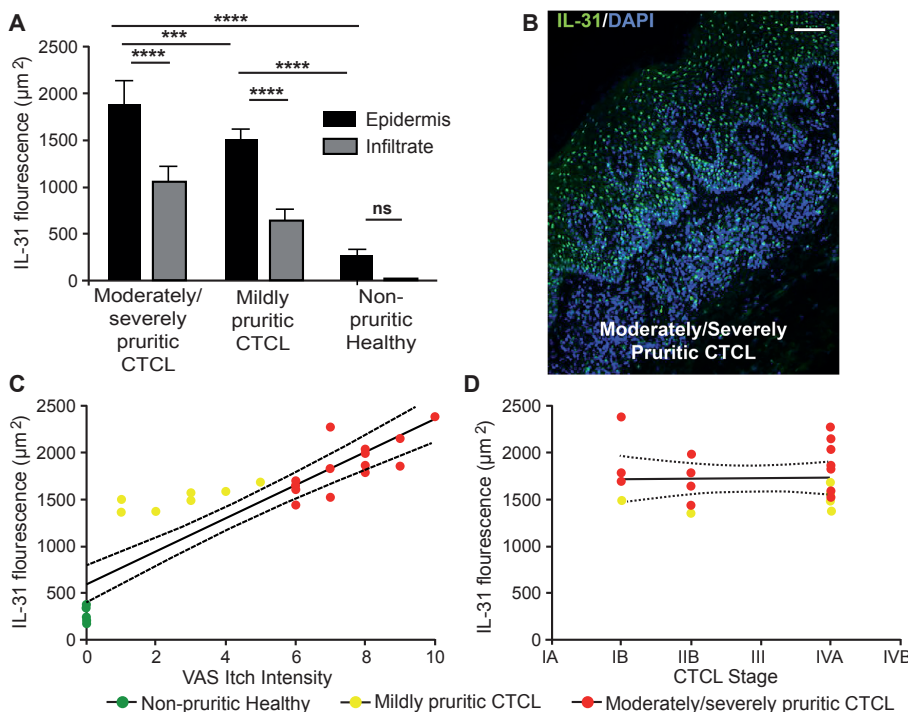 A
****
***
****
****
****
ns
IL-31 flourescence (µm²)
2500
2000
1500
1000
500
0
Epidermis
Infiltrate
Moderately/
severely
pruritic
CTCL
Mildly
pruritic
CTCL
Non-
pruritic
Healthy
B
IL-31/DAPI
Moderately/Severely
Pruritic CTCL
C
IL-31 flourescence (µm²)
2500
2000
1500
1000
500
0
0 2 4 6 8 10
VAS Itch Intensity
D
IL-31 flourescence (µm²)
2500
2000
1500
1000
500
0
IA IB IIB III IVA IVB
CTCL Stage
Non-pruritic Healthy
Mildly pruritic CTCL
Moderately/severely pruritic CTCL